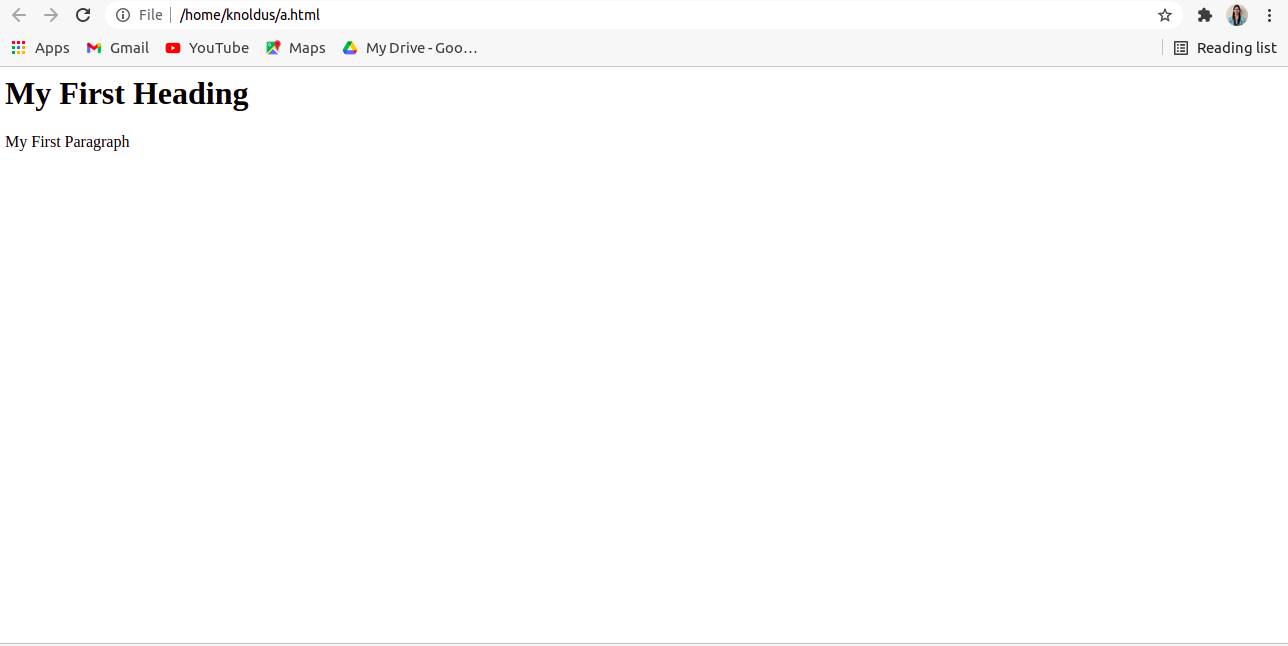 File /home/knoldus/a.html
Apps Gmail YouTube Maps My Drive - Goo... Reading list
My First Heading
My First Paragraph